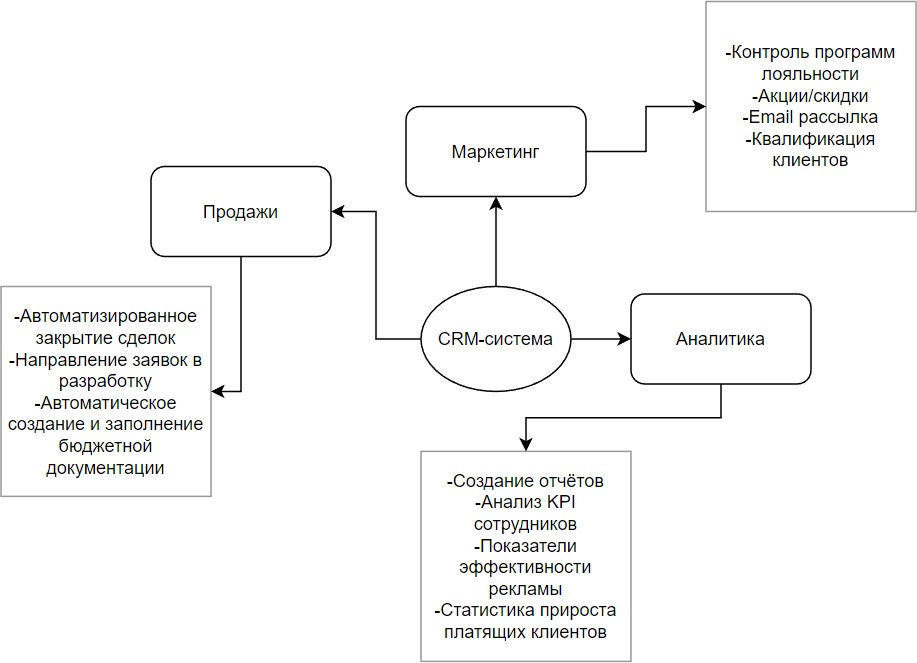 -Контроль программ
лояльности
-Акции/скидки
-Email рассылка
-Квалификация
клиентов
Маркетинг
Продажи
CRM-система
Аналитика
-Автоматизированное
закрытие сделок
-Направление заявок в
разработку
-Автоматическое
создание и заполнение
бюджетной
документации
-Создание отчётов
-Анализ KPI
сотрудников
-Показатели
эффективности
рекламы
-Статистика прироста
платящих клиентов